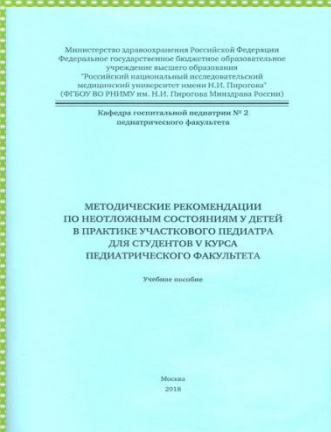 Министерство здравоохранения Российской Федерации
Федеральное государственное бюджетное образовательное
учреждение высшего образования
"Российский национальный исследовательский
медицинский университет имени Н.И. Пирогова"
(ФГБОУ ВО РНИМУ им. Н.И. Пирогова Минздрава России)
Кафедра госпитальной педиатрии № 2
педиатрического факультета
МЕТОДИЧЕСКИЕ РЕКОМЕНДАЦИИ
ПО НЕОТЛОЖНЫМ СОСТОЯНИЯМ У ДЕТЕЙ
В ПРАКТИКЕ УЧАСТКОВОГО ПЕДИАТРА
ДЛЯ СТУДЕНТОВ V КУРСА
ПЕДИАТРИЧЕСКОГО ФАКУЛЬТЕТА
Учебное пособие
Москва
2018